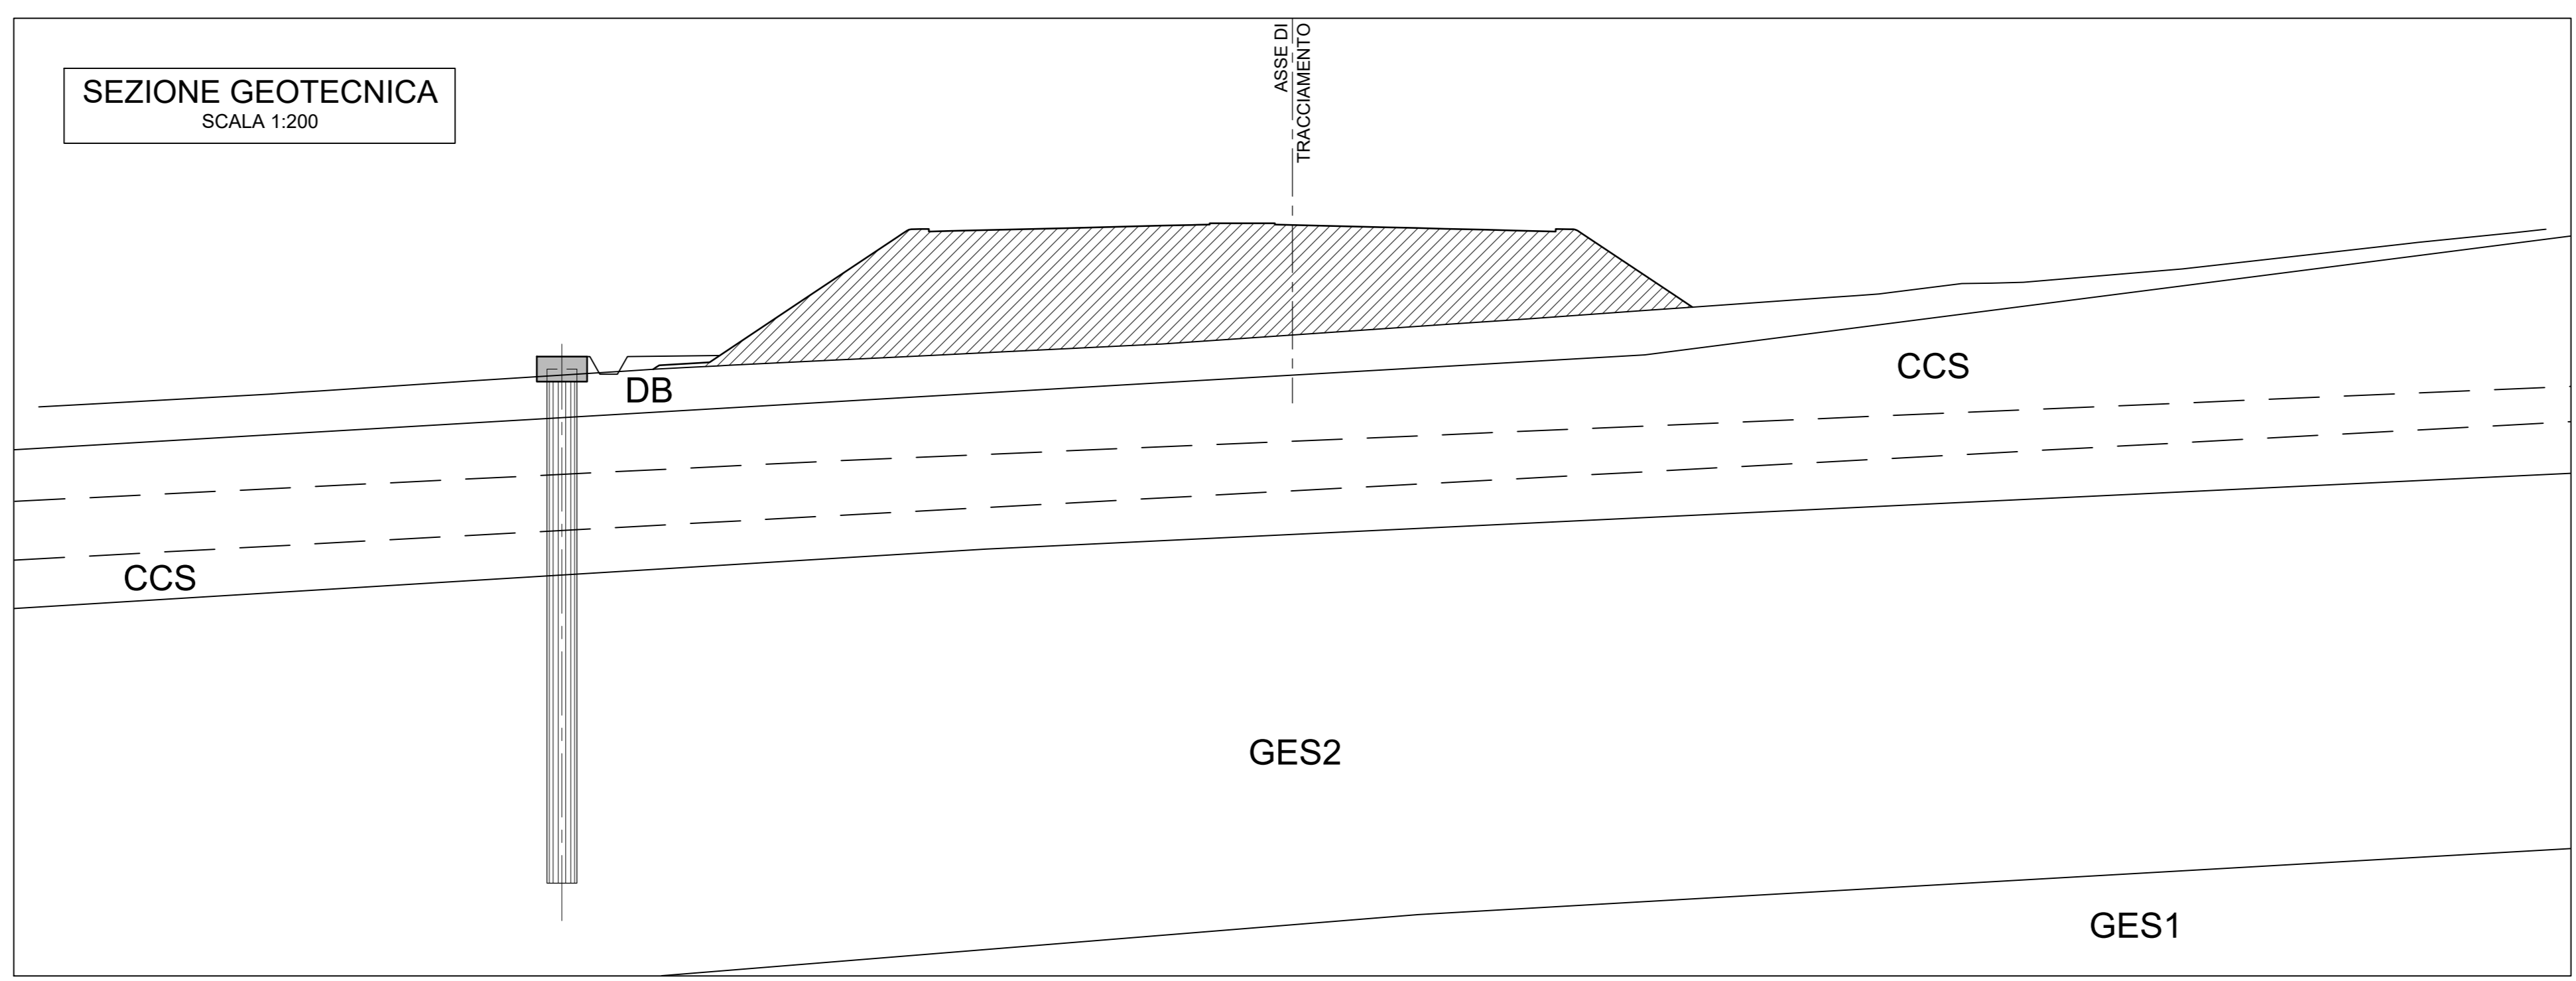 SEZIONE GEOTECNICA
SCALA 1:200
ASSE DI
TRACCIAMENTO
DB
CCS
CCS
GES2
GES1